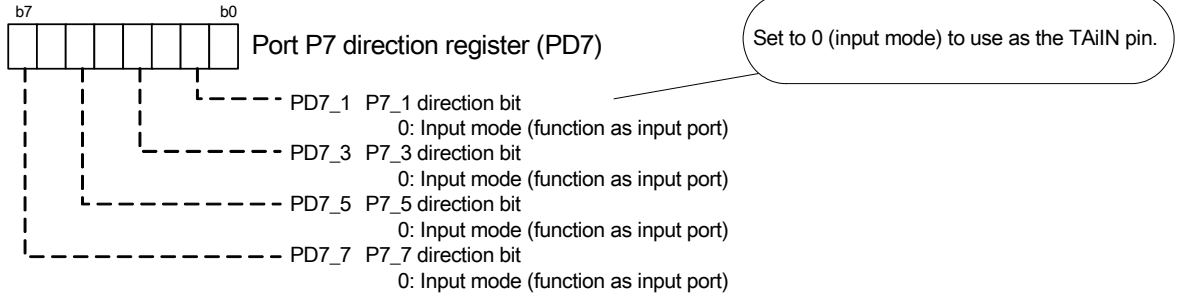 b7 b0
Port P7 direction register (PD7)
Set to 0 (input mode) to use as the TAiIN pin.
PD7_1 P7_1 direction bit
0: Input mode (function as input port)
PD7_3 P7_3 direction bit
0: Input mode (function as input port)
PD7_5 P7_5 direction bit
0: Input mode (function as input port)
PD7_7 P7_7 direction bit
0: Input mode (function as input port)